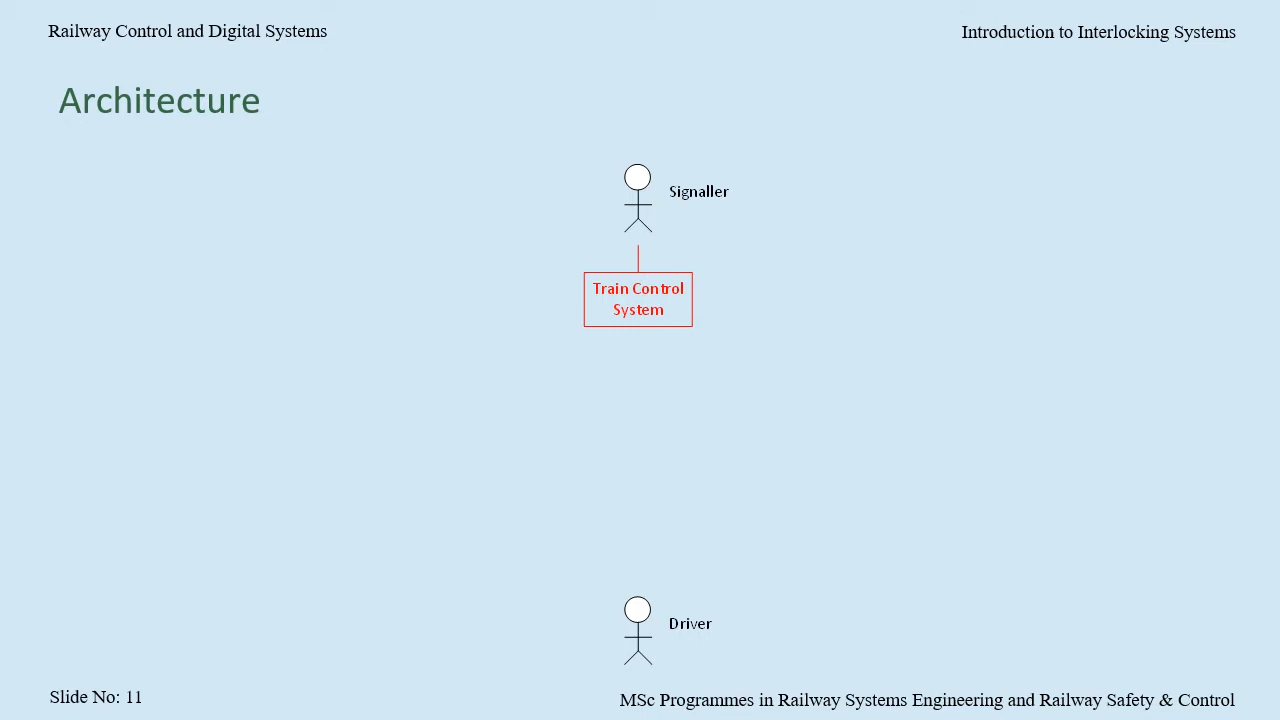 Railway Control and Digital Systems
Introduction to Interlocking Systems
Architecture
Signaller
Train Control
System
Driver
Slide No: 11
MSc Programmes in Railway Systems Engineering and Railway Safety & Control